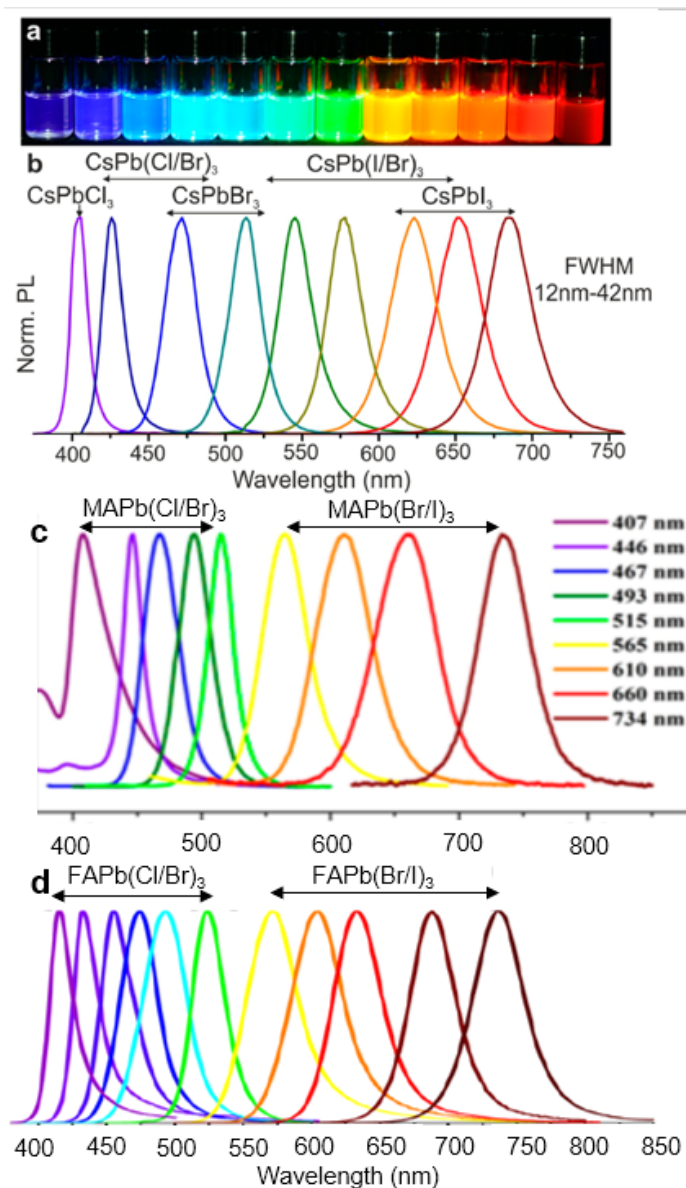 a
b
CsPb(Cl/Br)3
CsPb(I/Br)3
CsPbCl3
CsPbBr3
CsPbI3
Norm. PL
FWHM
12nm-42nm
400 450 500 550 600 650 700 750
Wavelength (nm)
c
MAPb(Cl/Br)3
MAPb(Br/I)3
407 nm
446 nm
467 nm
493 nm
515 nm
565 nm
610 nm
660 nm
734 nm
400 500 600 700 800
d
FAPb(Cl/Br)3
FAPb(Br/I)3
400 450 500 550 600 650 700 750 800 850
Wavelength (nm)